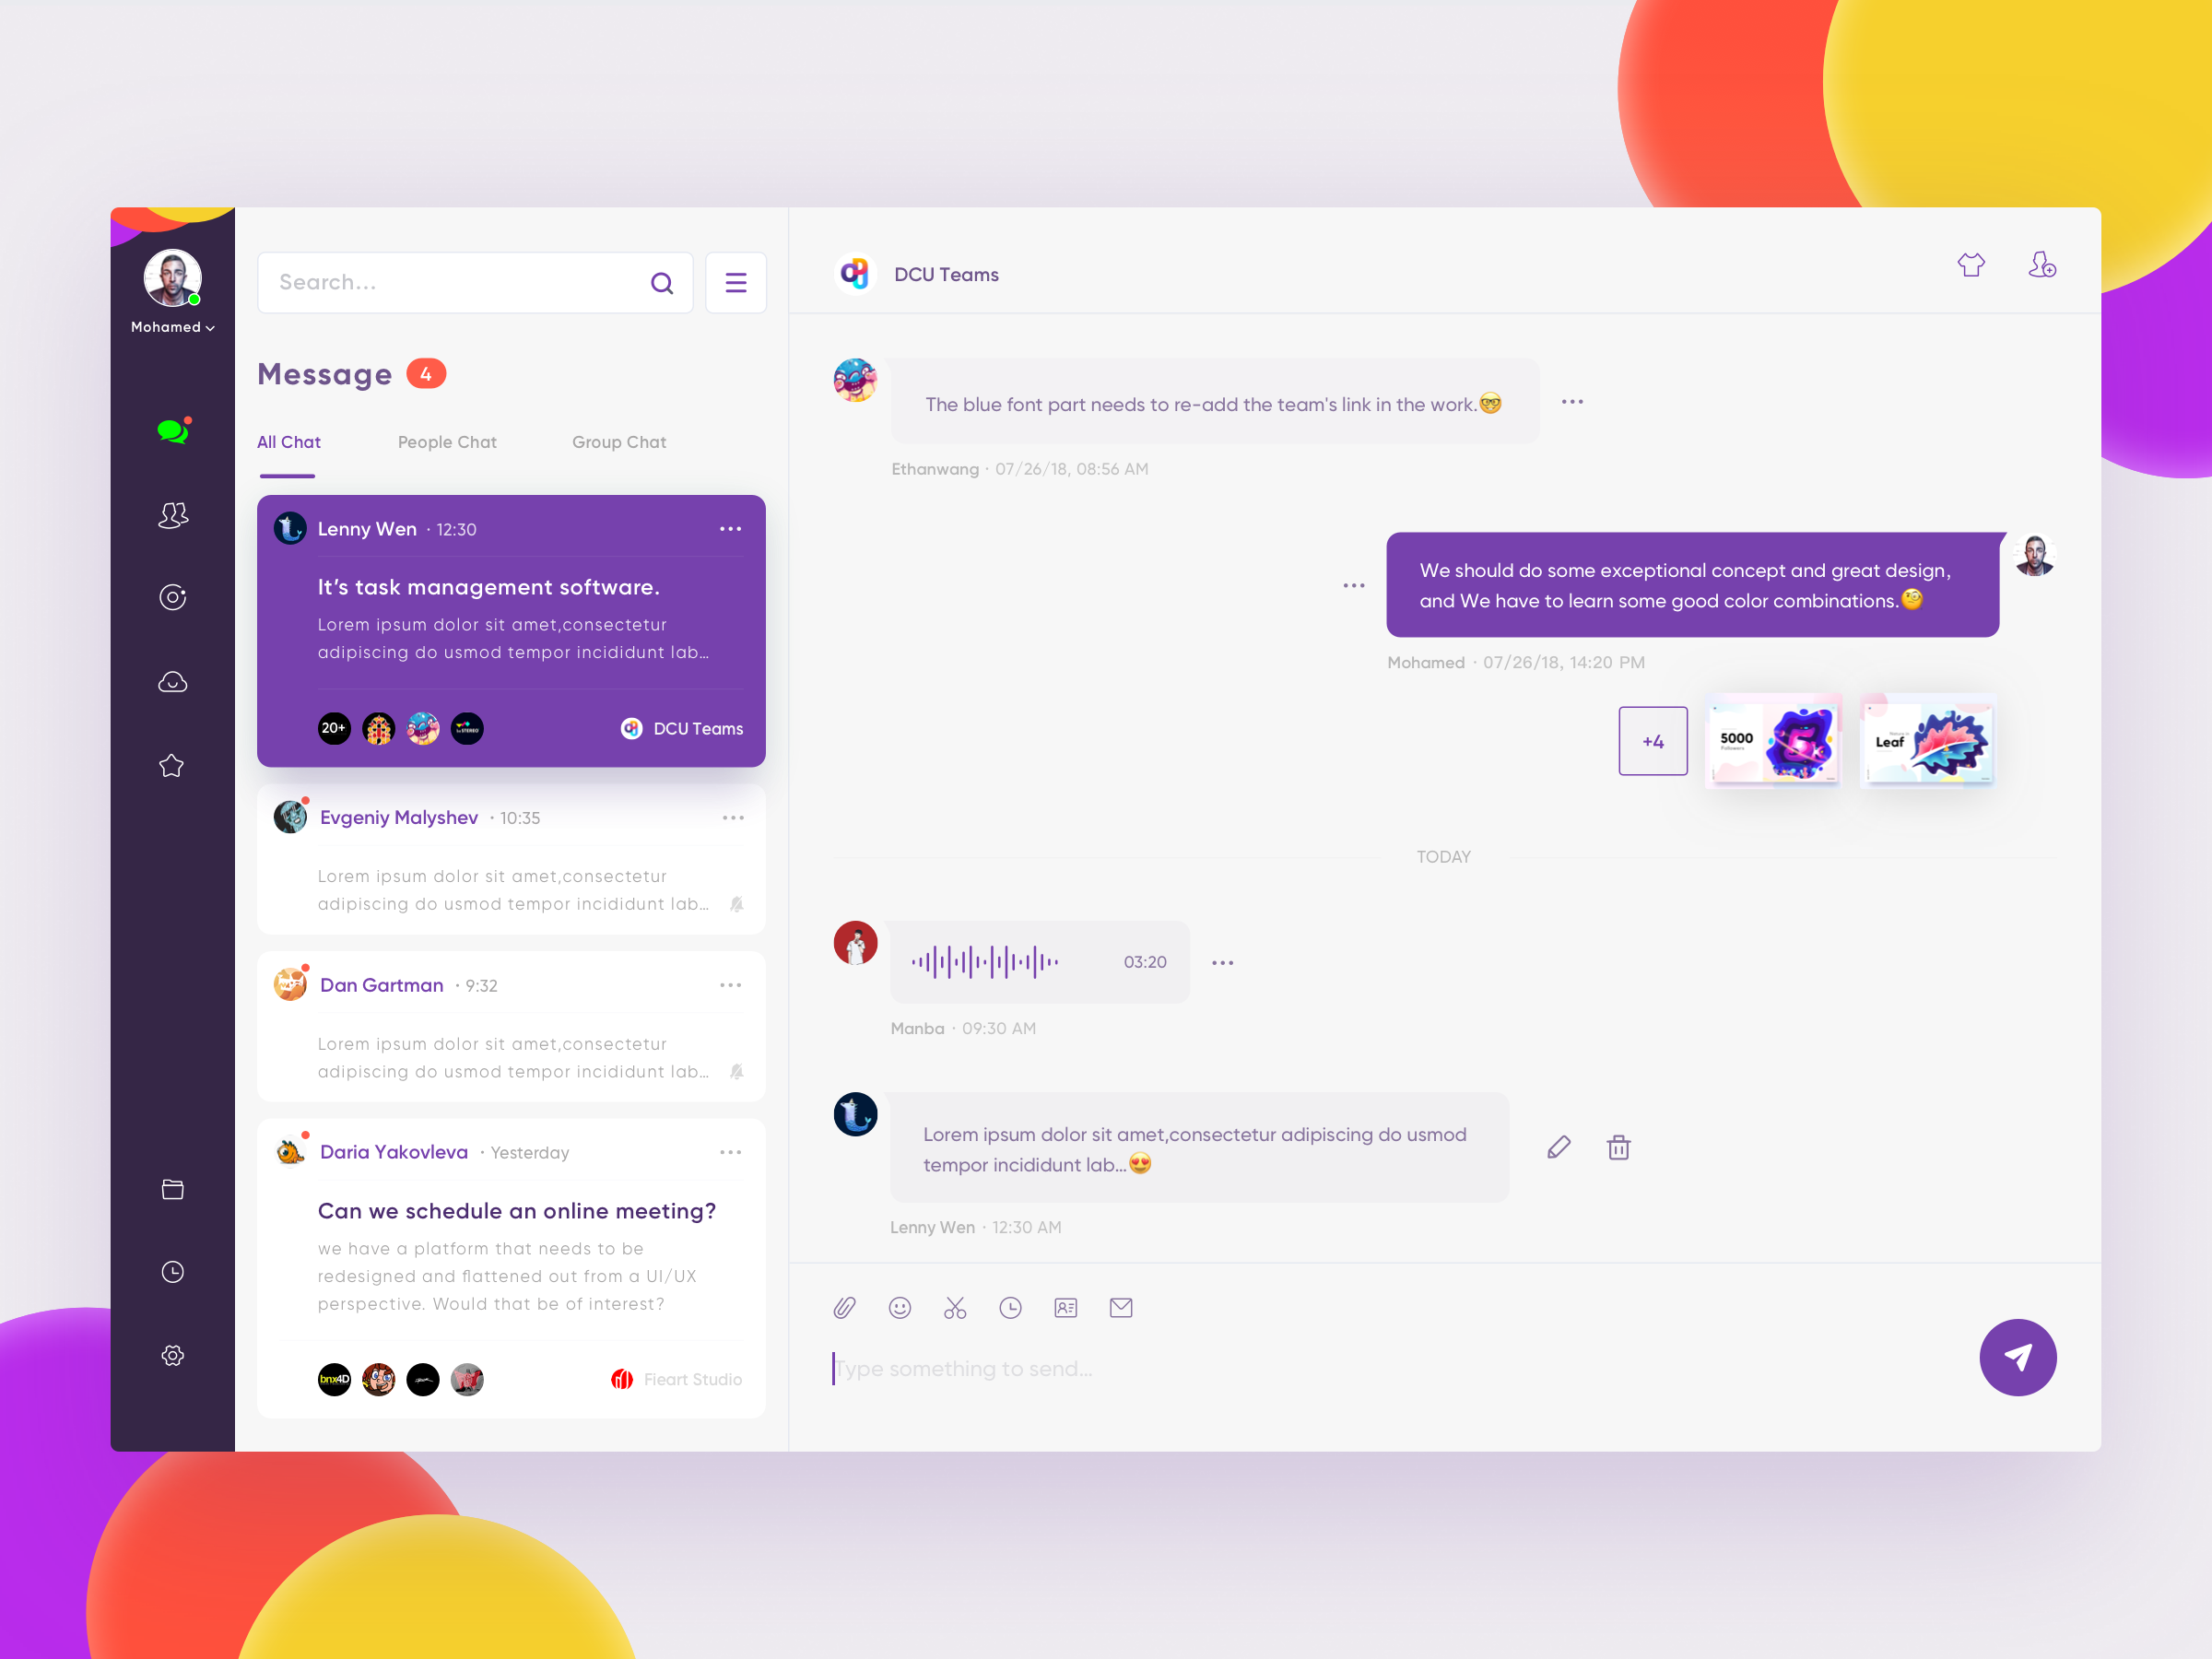 Mohamed
Search...
Message 4
All Chat People Chat Group Chat
Lenny Wen · 12:30
It's task management software.
Lorem ipsum dolor sit amet,consectetur
adipiscing do usmod tempor incididunt lab...
20+
to STEREO
DCU Teams
Evgeniy Malyshev · 10:35
Lorem ipsum dolor sit amet,consectetur
adipiscing do usmod tempor incididunt lab...
Dan Gartman · 9:32
Lorem ipsum dolor sit amet,consectetur
adipiscing do usmod tempor incididunt lab...
Daria Yakovleva · Yesterday
Can we schedule an online meeting?
we have a platform that needs to be
redesigned and flattened out from a UI/UX
perspective. Would that be of interest?
bnx4D
Fieart Studio
DCU Teams
The blue font part needs to re-add the team's link in the work.🤓
Ethanwang · 07/26/18, 08:56 AM
We should do some exceptional concept and great design,
and We have to learn some good color combinations.🧐
Mohamed · 07/26/18, 14:20 PM
+4
5000
Followers
Leaf
TODAY
03:20
Manba · 09:30 AM
Lorem ipsum dolor sit amet,consectetur adipiscing do usmod
tempor incididunt lab...😍
Lenny Wen · 12:30 AM
Type something to send...